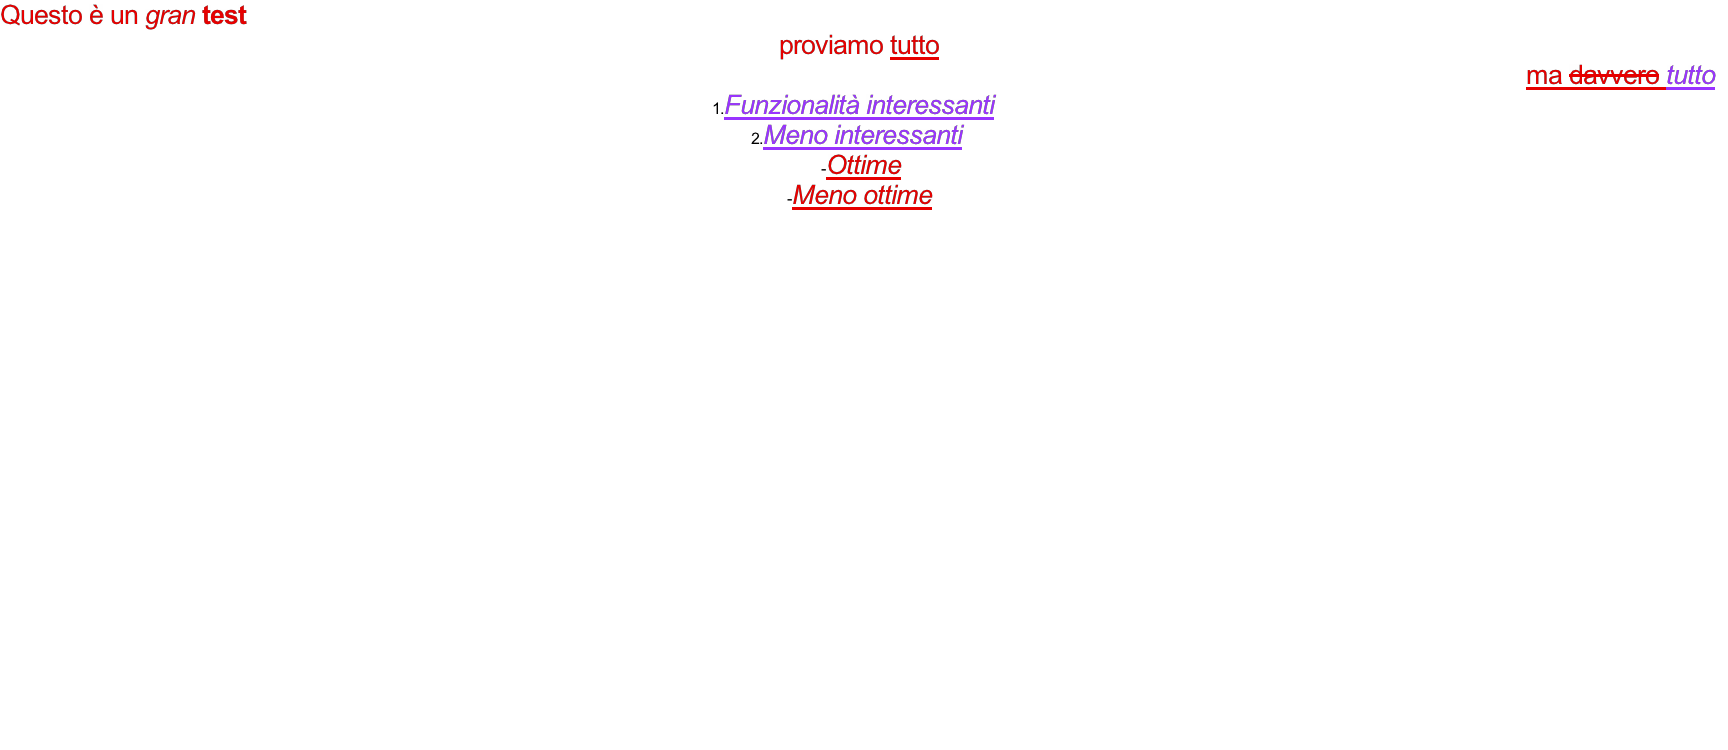 Questo è un gran test
proviamo tutto
ma davvero tutto
1.Funzionalità interessanti
2.Meno interessanti
-Ottime
-Meno ottime